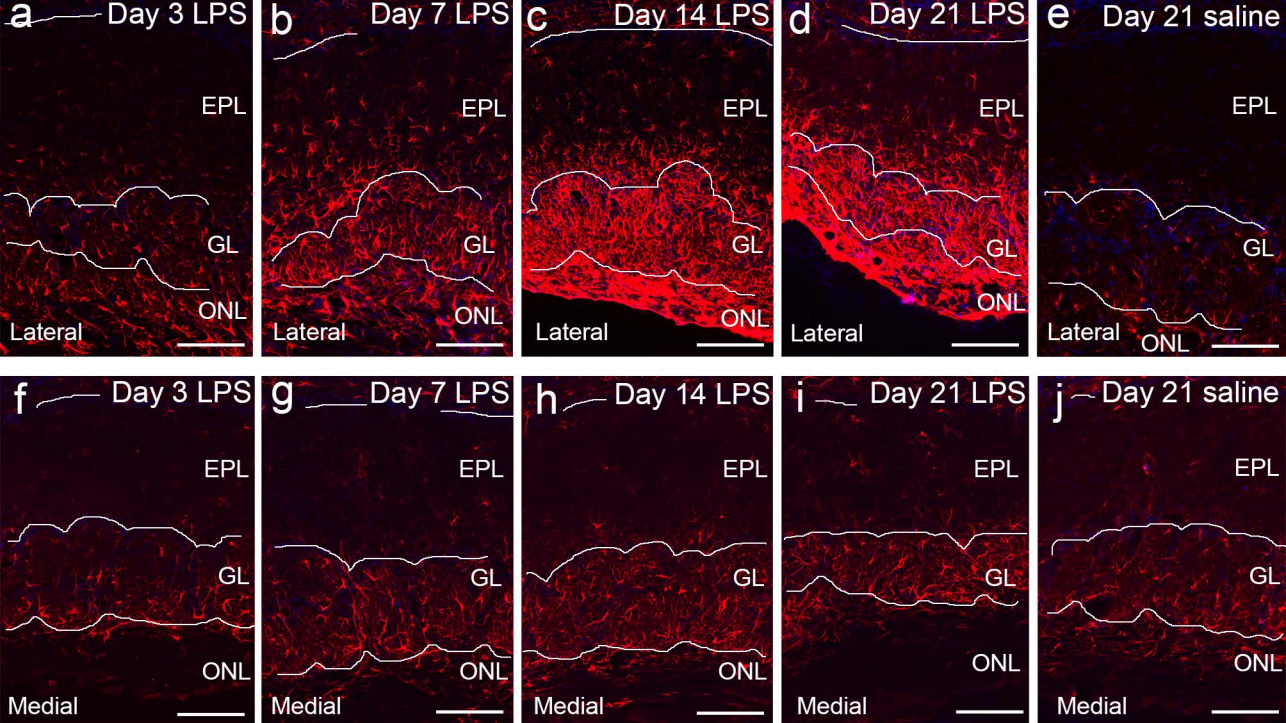 a Day 3 LPS
EPL
GL
ONL
Lateral
b Day 7 LPS
EPL
GL
ONL
Lateral
c Day 14 LPS
EPL
GL
ONL
Lateral
d Day 21 LPS
EPL
GL
ONL
Lateral
e Day 21 saline
EPL
GL
Lateral
ONL
f Day 3 LPS
EPL
GL
ONL
Medial
g Day 7 LPS
EPL
GL
ONL
Medial
h Day 14 LPS
EPL
GL
ONL
Medial
i Day 21 LPS
EPL
GL
ONL
Medial
j Day 21 saline
EPL
GL
ONL
Medial